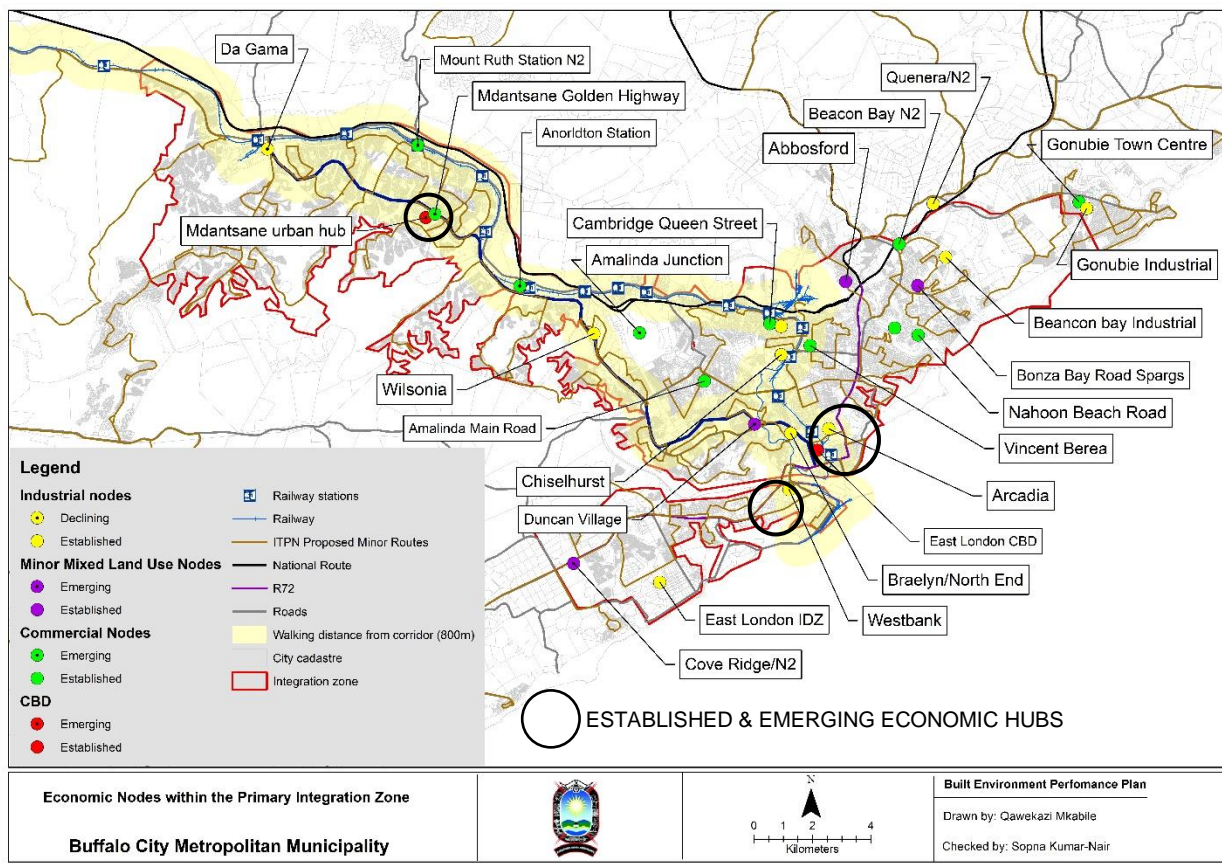 Da Gama
Mount Ruth Station N2
Mdantsane Golden Highway
Anorldton Station
Quenera/N2
Beacon Bay N2
Abbosford
Gonubie Town Centre
Mdantsane urban hub
Cambridge Queen Street
Amalinda Junction
Gonubie Industrial
Beancon bay Industrial
Wilsonia
Bonza Bay Road Spargs
Amalinda Main Road
Nahoon Beach Road
Vincent Berea
Chiselhurst
Arcadia
Duncan Village
East London CBD
Braelyn/North End
East London IDZ
Westbank
Cove Ridge/N2
Legend
Industrial nodes
Declining
Established
Minor Mixed Land Use Nodes
Emerging
Established
Commercial Nodes
Emerging
Established
CBD
Emerging
Established
Railway stations
Railway
ITPN Proposed Minor Routes
National Route
R72
Roads
Walking distance from corridor (800m)
City cadastre
Integration zone
ESTABLISHED & EMERGING ECONOMIC HUBS
Economic Nodes within the Primary Integration Zone
Buffalo City Metropolitan Municipality
N
0 1 2 4
Kilometers
Built Environment Perfomance Plan
Drawn by: Qawekazi Mkabile
Checked by: Sopna Kumar-Nair